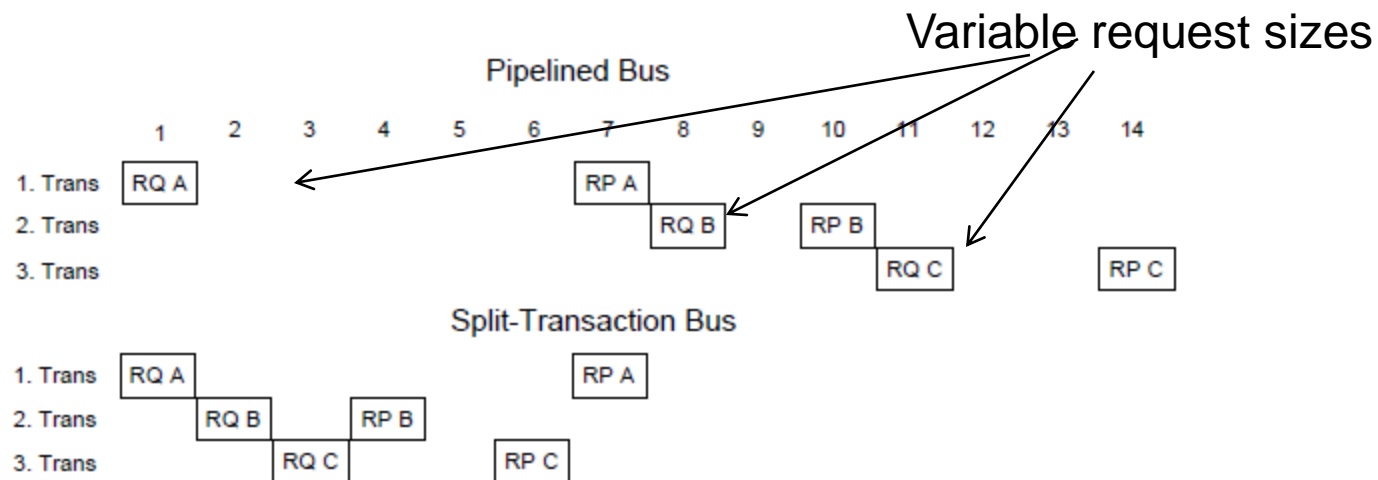 Variable request sizes
Pipelined Bus
1 2 3 4 5 6 7 8 9 10 11 12 13 14
1. Trans RQ A RP A
2. Trans RQ B RP B
3. Trans RQ C RP C
Split-Transaction Bus
1. Trans RQ A RP A
2. Trans RQ B RP B
3. Trans RQ C RP C